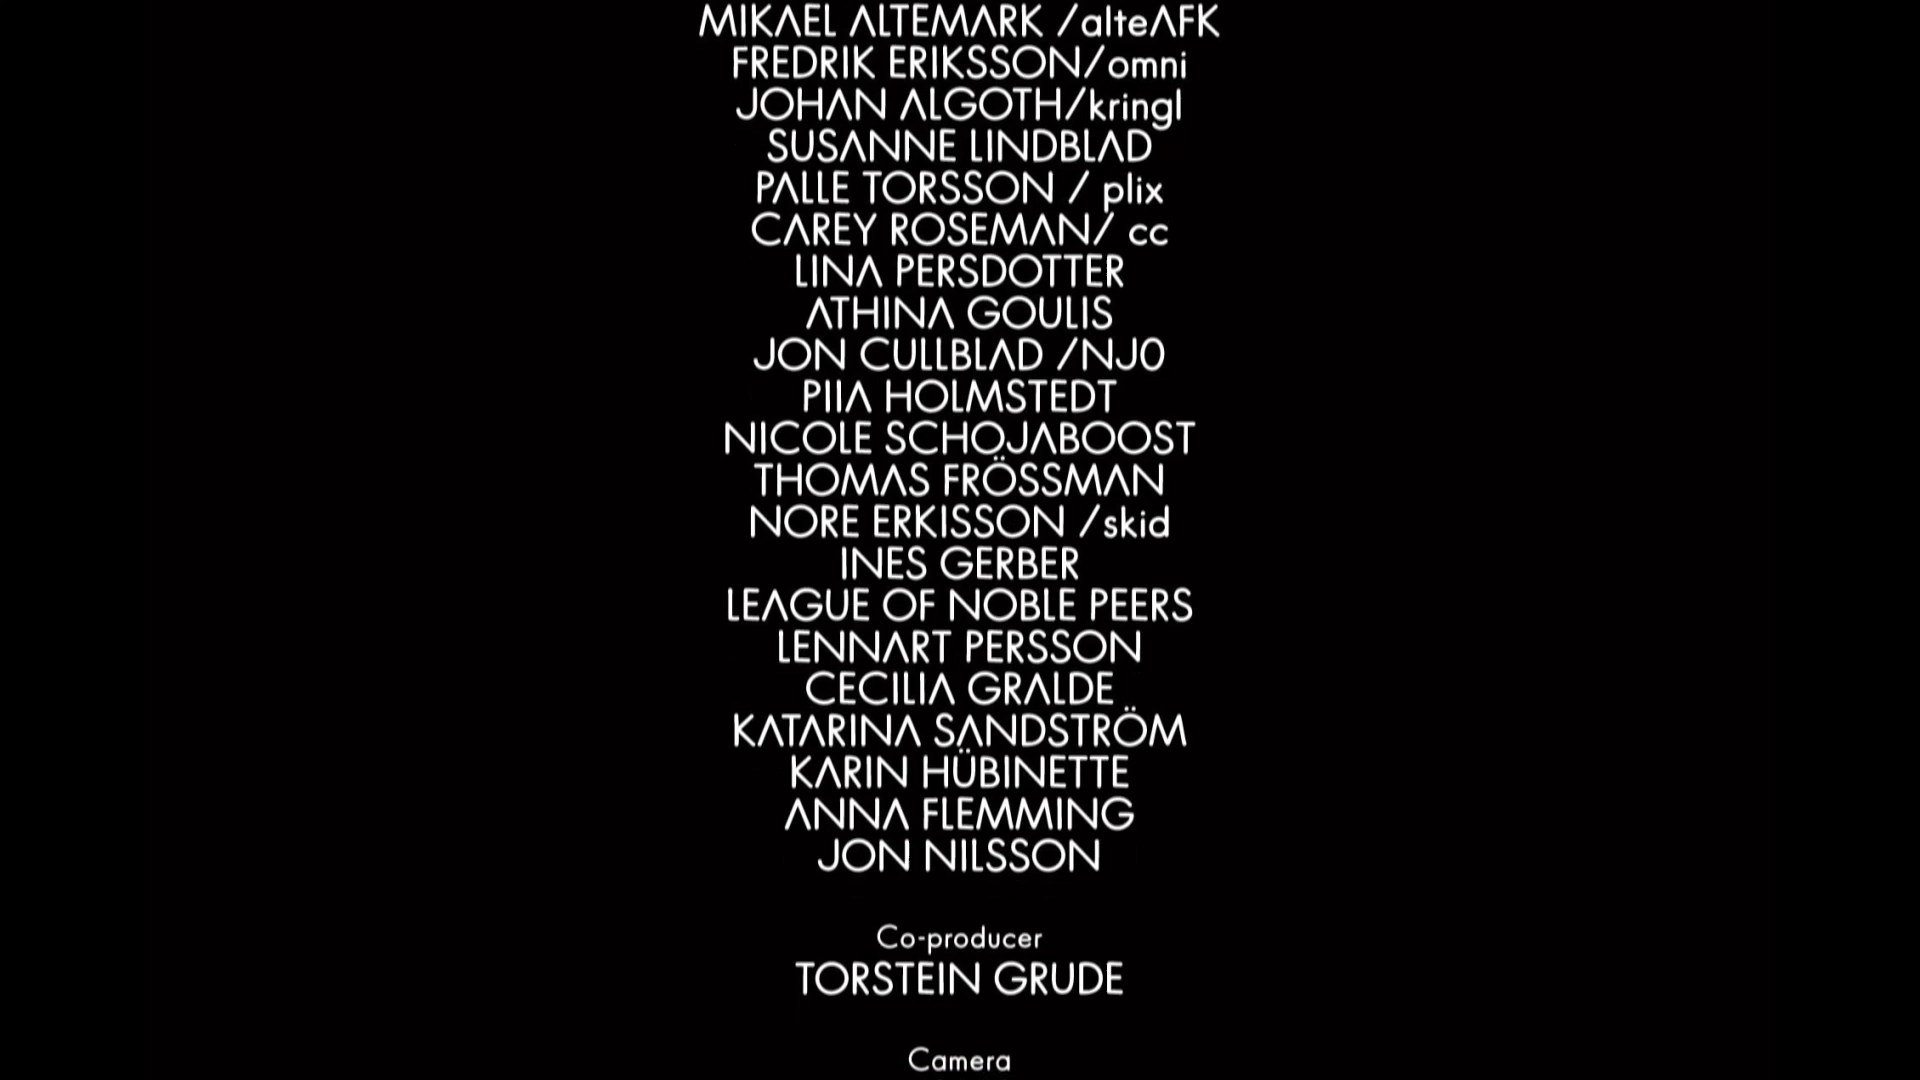 MIKAEL ALTEMARK /alteAFK
FREDRIK ERIKSSON/omni
JOHAN ALGOTH/kringl
SUSANNE LINDBLAD
PALLE TORSSON / plix
CAREY ROSEMAN/ cc
LINA PERSDOTTER
ATHINA GOULIS
JON CULLBLAD /NJ0
PIIA HOLMSTEDT
NICOLE SCHOJABOOST
THOMAS FRÖSSMAN
NORE ERKISSON /skid
INES GERBER
LEAGUE OF NOBLE PEERS
LENNART PERSSON
CECILIA GRALDE
KATARINA SANDSTRÖM
KARIN HÜBINETTE
ANNA FLEMMING
JON NILSSON
Co-producer
TORSTEIN GRUDE
Camera